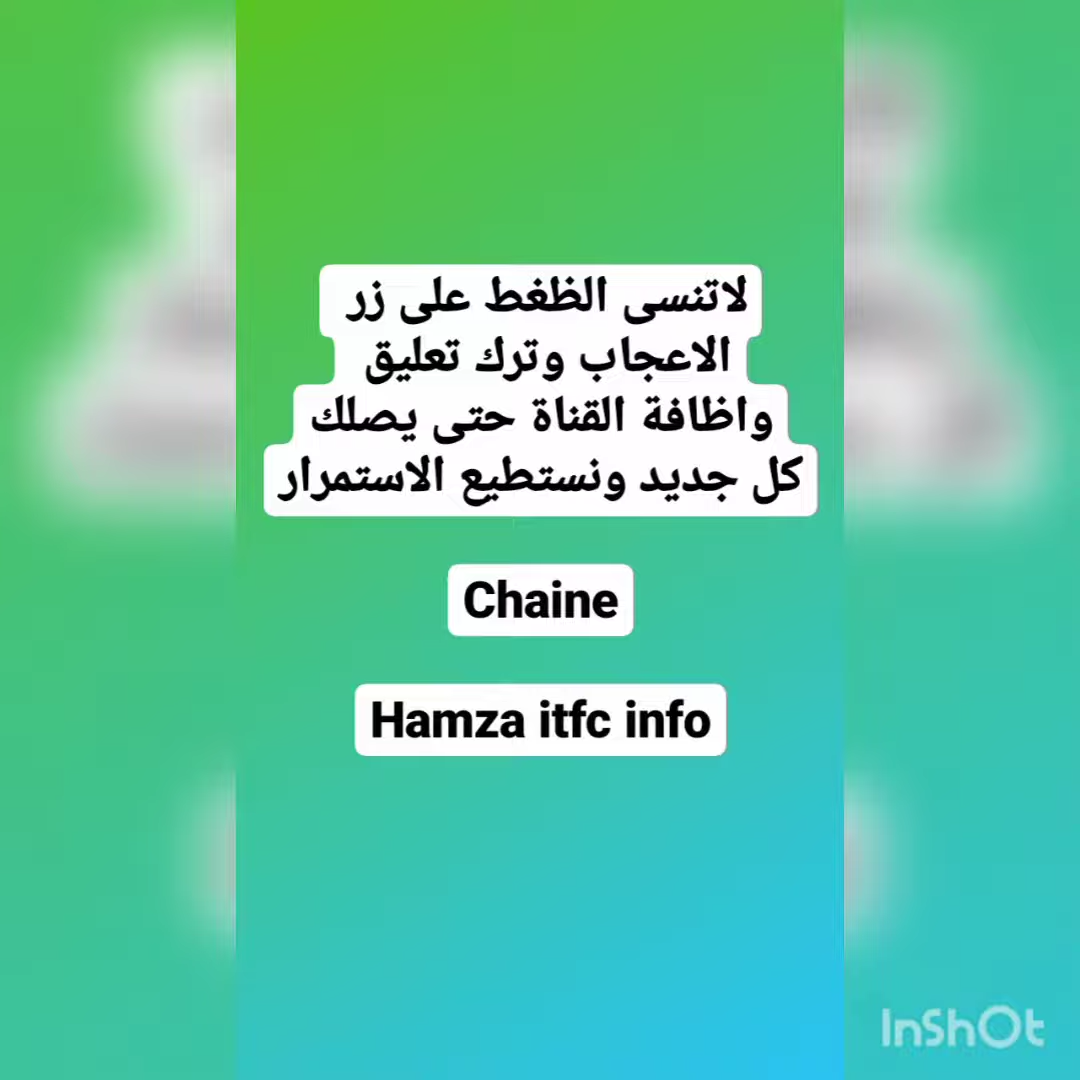 لاتنسى الظغط على زر
الاعجاب وترك تعليق
واظافة القناة حتى يصلك
كل جديد ونستطيع الاستمرار
Chaine
Hamza itfc info
InShOt